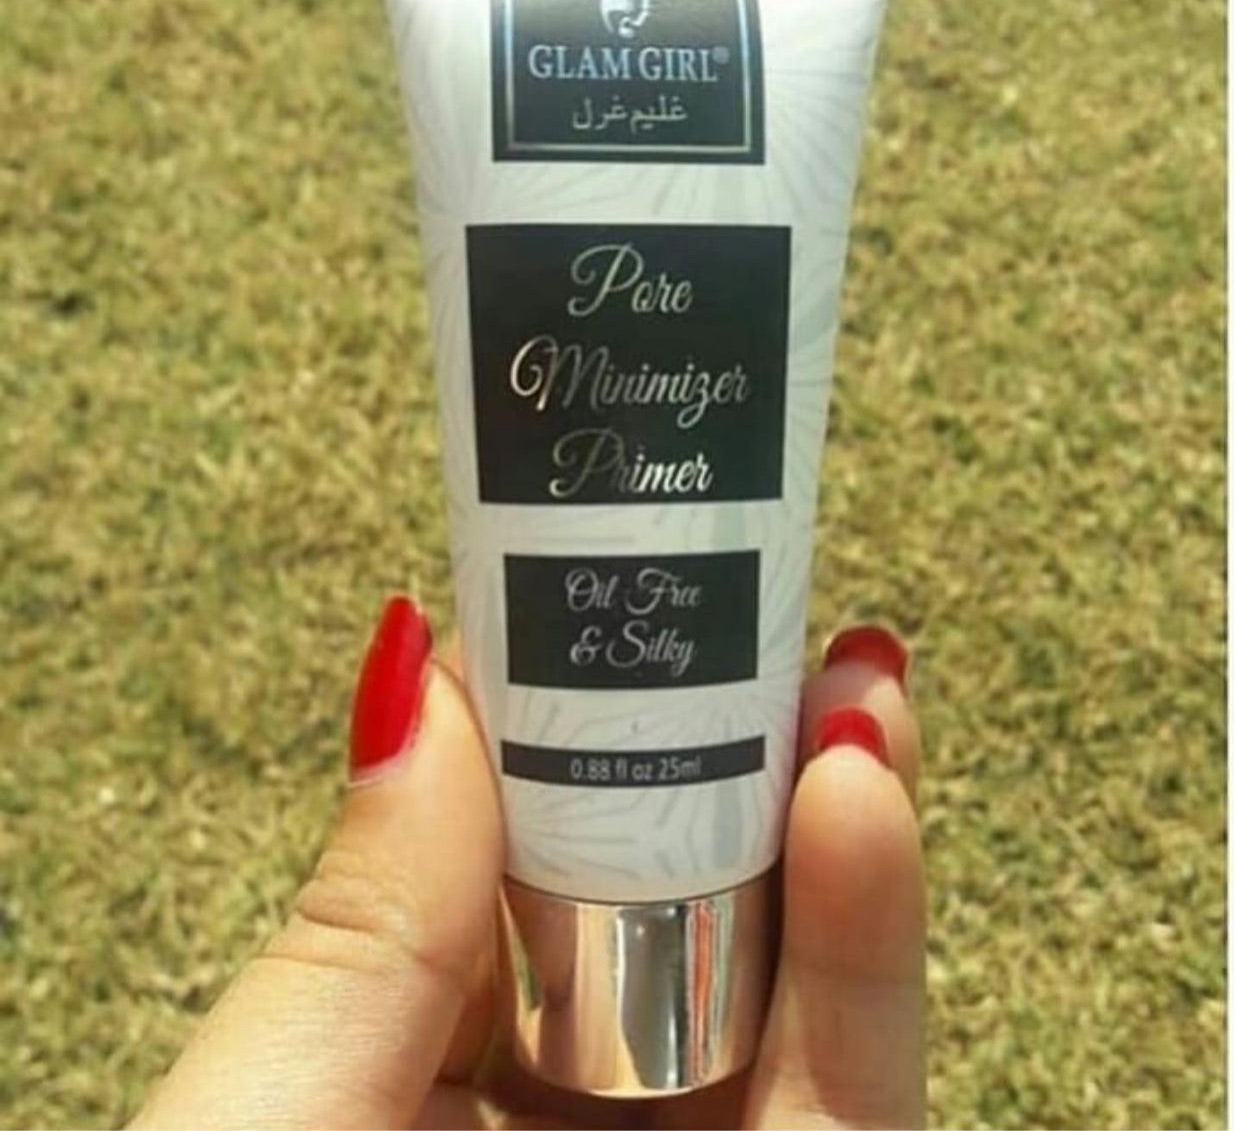 GLAM GIRL®
غليم غرل
Pore
Minimizer
Primer
Oil Free
& Silky
0.88 fl oz 25ml